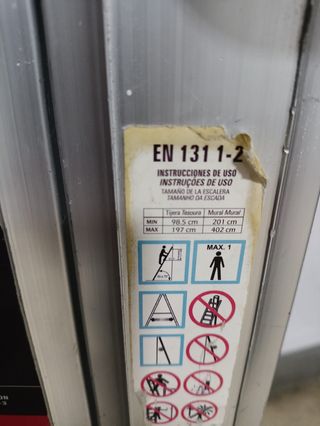 EN 131 1-2
INSTRUCCIONES DE USO
INSTRUÇÕES DE USO
TAMAÑO DE LA ESCALERA
TAMANHO DA ESCADA
Tijera Tesoura Mural Mural
MIN 98.5 cm 201 cm
MAX 197 cm 402 cm
MAX. 1